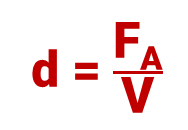 d = F_A / V